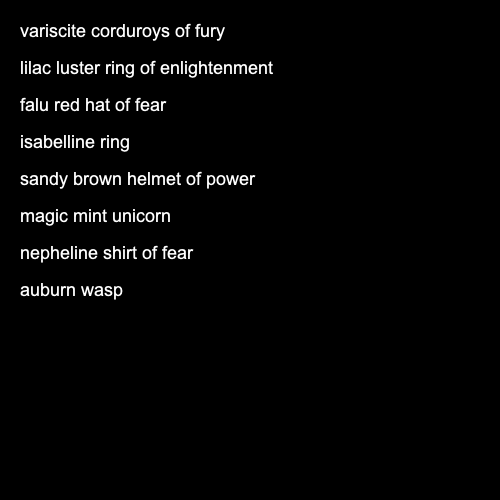 variscite corduroys of fury
lilac luster ring of enlightenment
falu red hat of fear
isabelline ring
sandy brown helmet of power
magic mint unicorn
nepheline shirt of fear
auburn wasp